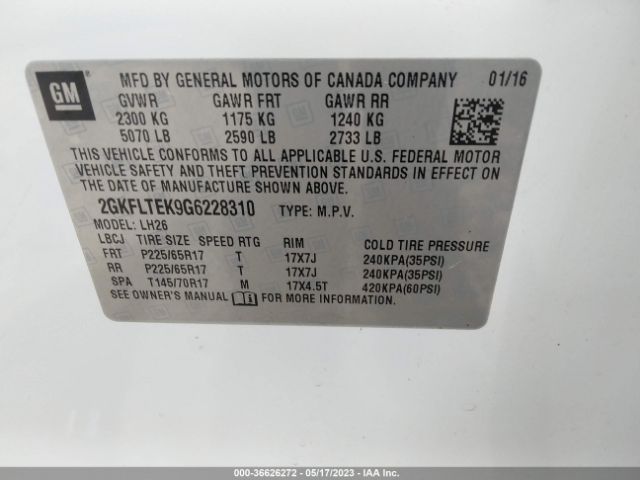 GM ®
MFD BY GENERAL MOTORS OF CANADA COMPANY 01/16
GVWR GAWR FRT GAWR RR
2300 KG 1175 KG 1240 KG
5070 LB 2590 LB 2733 LB
THIS VEHICLE CONFORMS TO ALL APPLICABLE U.S. FEDERAL MOTOR
VEHICLE SAFETY AND THEFT PREVENTION STANDARDS IN EFFECT ON
THE DATE OF MANUFACTURE SHOWN ABOVE.
2GKFLTEK9G6228310 TYPE: M.P.V.
MODEL: LH26
LBCJ TIRE SIZE SPEED RTG RIM COLD TIRE PRESSURE
FRT P225/65R17 T 17X7J 240KPA(35PSI)
RR P225/65R17 T 17X7J 240KPA(35PSI)
SPA T145/70R17 M 17X4.5T 420KPA(60PSI)
SEE OWNER'S MANUAL FOR MORE INFORMATION.
000-36626272 - 05/17/2023 - IAA Inc.